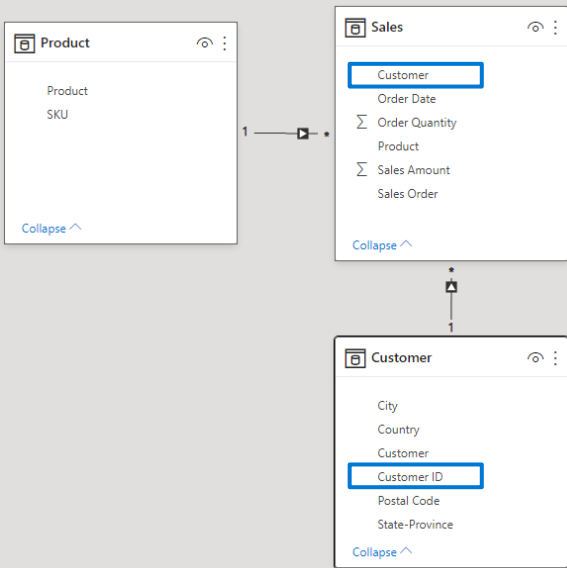 Product
Product
SKU
Collapse
1
*
Sales
Customer
Order Date
Σ Order Quantity
Product
Σ Sales Amount
Sales Order
Collapse
*
1
Customer
City
Country
Customer
Customer ID
Postal Code
State-Province
Collapse